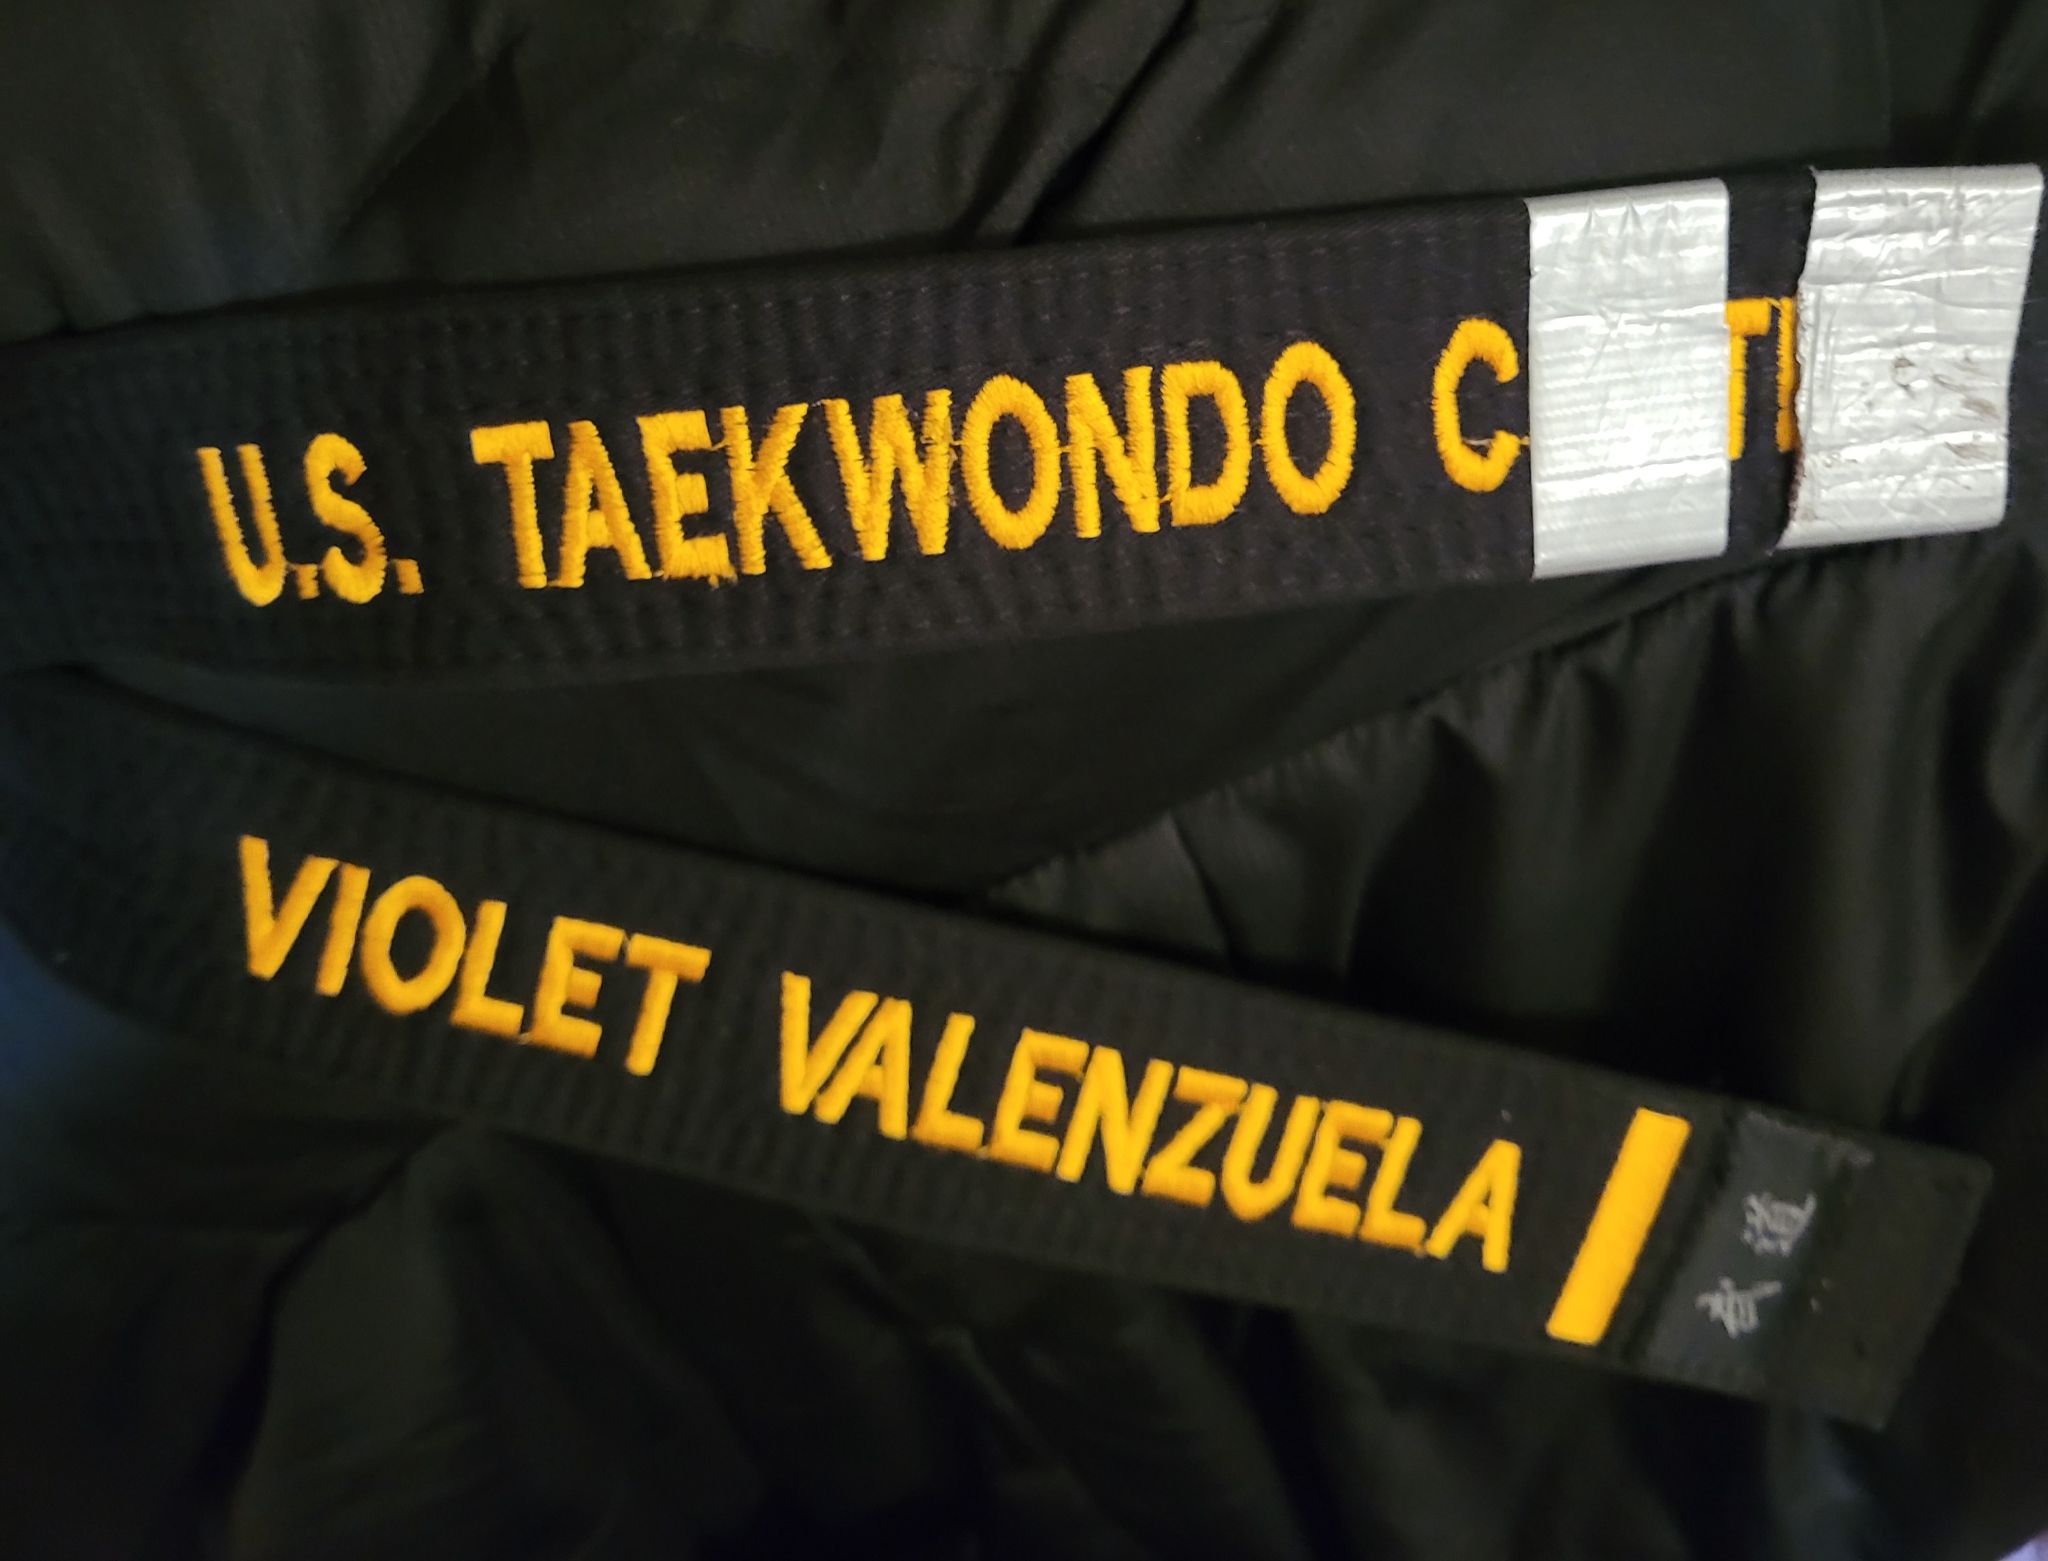 U.S. TAEKWONDO C
VIOLET VALENZUELA